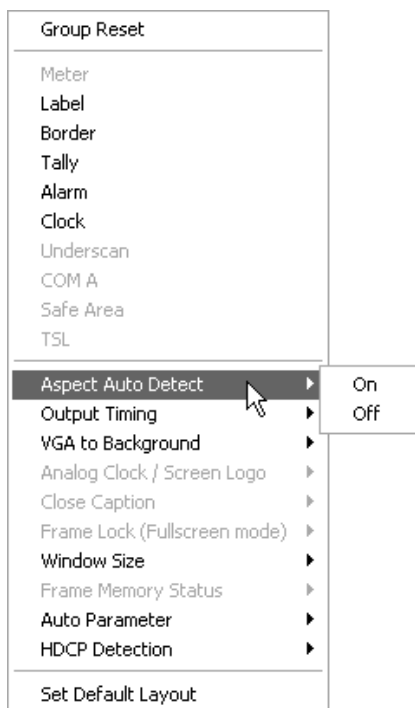 Group Reset
Meter
Label
Border
Tally
Alarm
Clock
Underscan
COM A
Safe Area
TSL
Aspect Auto Detect
On
Output Timing
Off
VGA to Background
Analog Clock / Screen Logo
Close Caption
Frame Lock (Fullscreen mode)
Window Size
Frame Memory Status
Auto Parameter
HDCP Detection
Set Default Layout